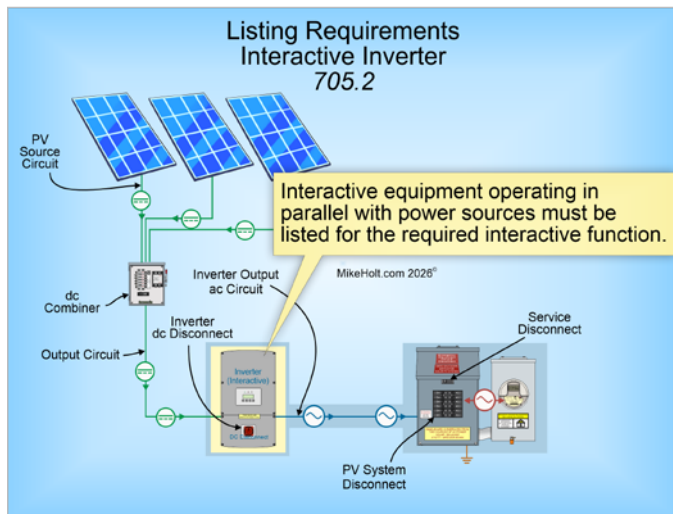 Listing Requirements
Interactive Inverter
705.2
PV
Source
Circuit
Interactive equipment operating in
parallel with power sources must be
listed for the required interactive function.
MikeHolt.com 2026©
Inverter Output
ac Circuit
dc
Combiner
Inverter
dc Disconnect
Service
Disconnect
Output Circuit
Inverter
(Interactive)
PV System
Disconnect